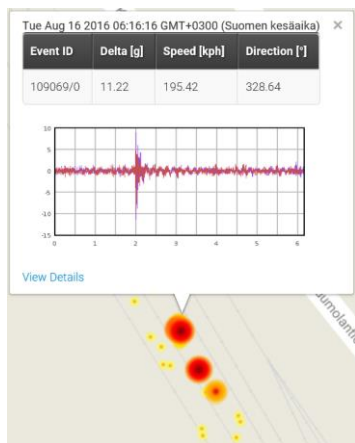 Tue Aug 16 2016 06:16:16 GMT+0300 (Suomen kesäaika) ×
Event ID Delta [g] Speed [kph] Direction [°]
109069/0 11.22 195.42 328.64
10
5
0
-5
-10
-15
0 1 2 3 4 5 6
View Details